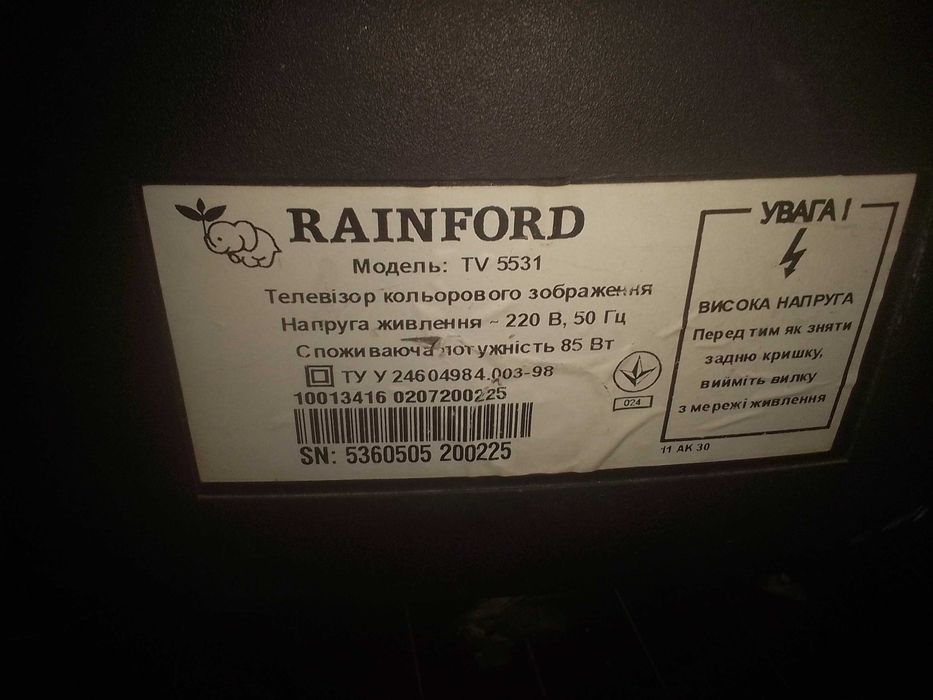 RAINFORD
Модель: TV 5531
Телевізор кольорового зображення
Напруга живлення ~ 220 В, 50 Гц
Споживаюча потужність 85 Вт
ТУ У 24604984.003-98
10013416 0207200225
SN: 5360505 200225
024
УВАГА!
ВИСОКА НАПРУГА
Перед тим як зняти
задню кришку,
вийміть вилку
з мережі живлення
11 АК 30